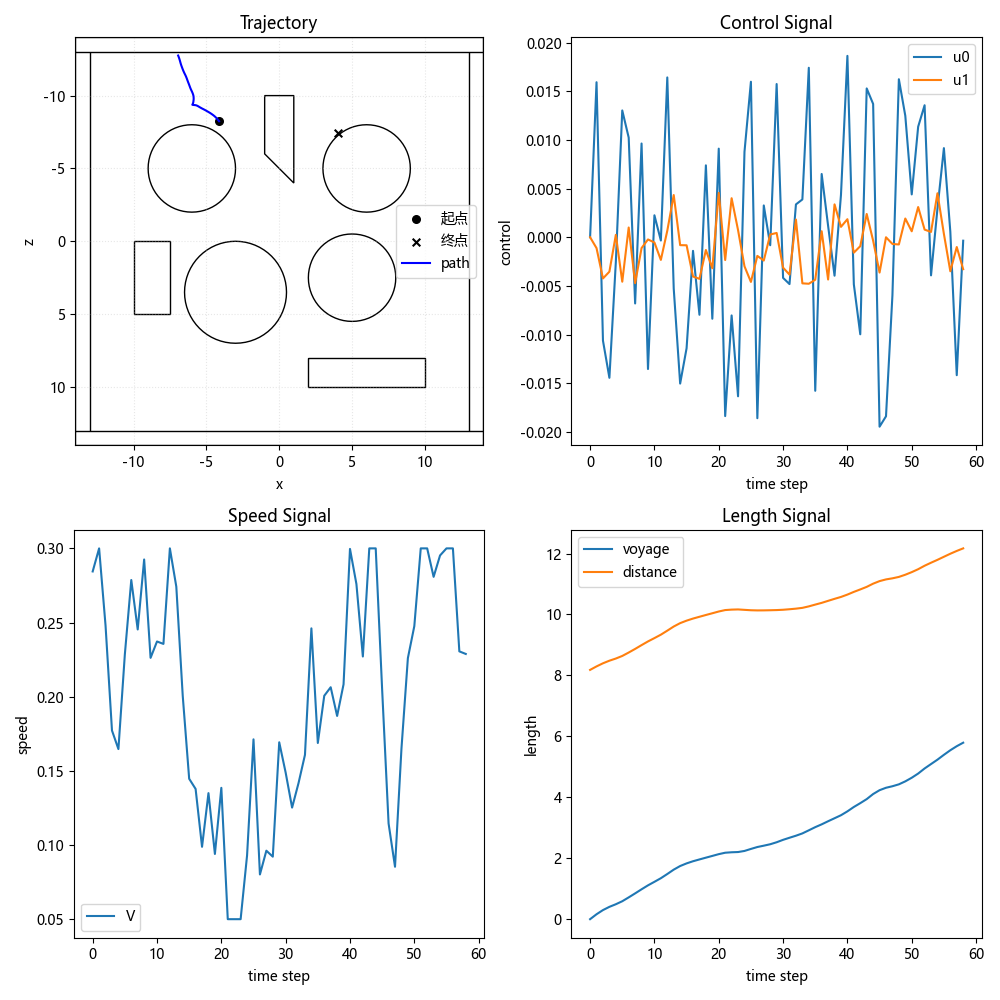 Trajectory
-10
-5
0
5
10
z
-10
-5
0
5
10
x
起点
终点
path
Control Signal
0.020
0.015
0.010
0.005
0.000
-0.005
-0.010
-0.015
-0.020
control
0
10
20
30
40
50
60
time step
u0
u1
Speed Signal
0.30
0.25
0.20
0.15
0.10
0.05
speed
0
10
20
30
40
50
60
time step
V
Length Signal
12
10
8
6
4
2
0
length
0
10
20
30
40
50
60
time step
voyage
distance